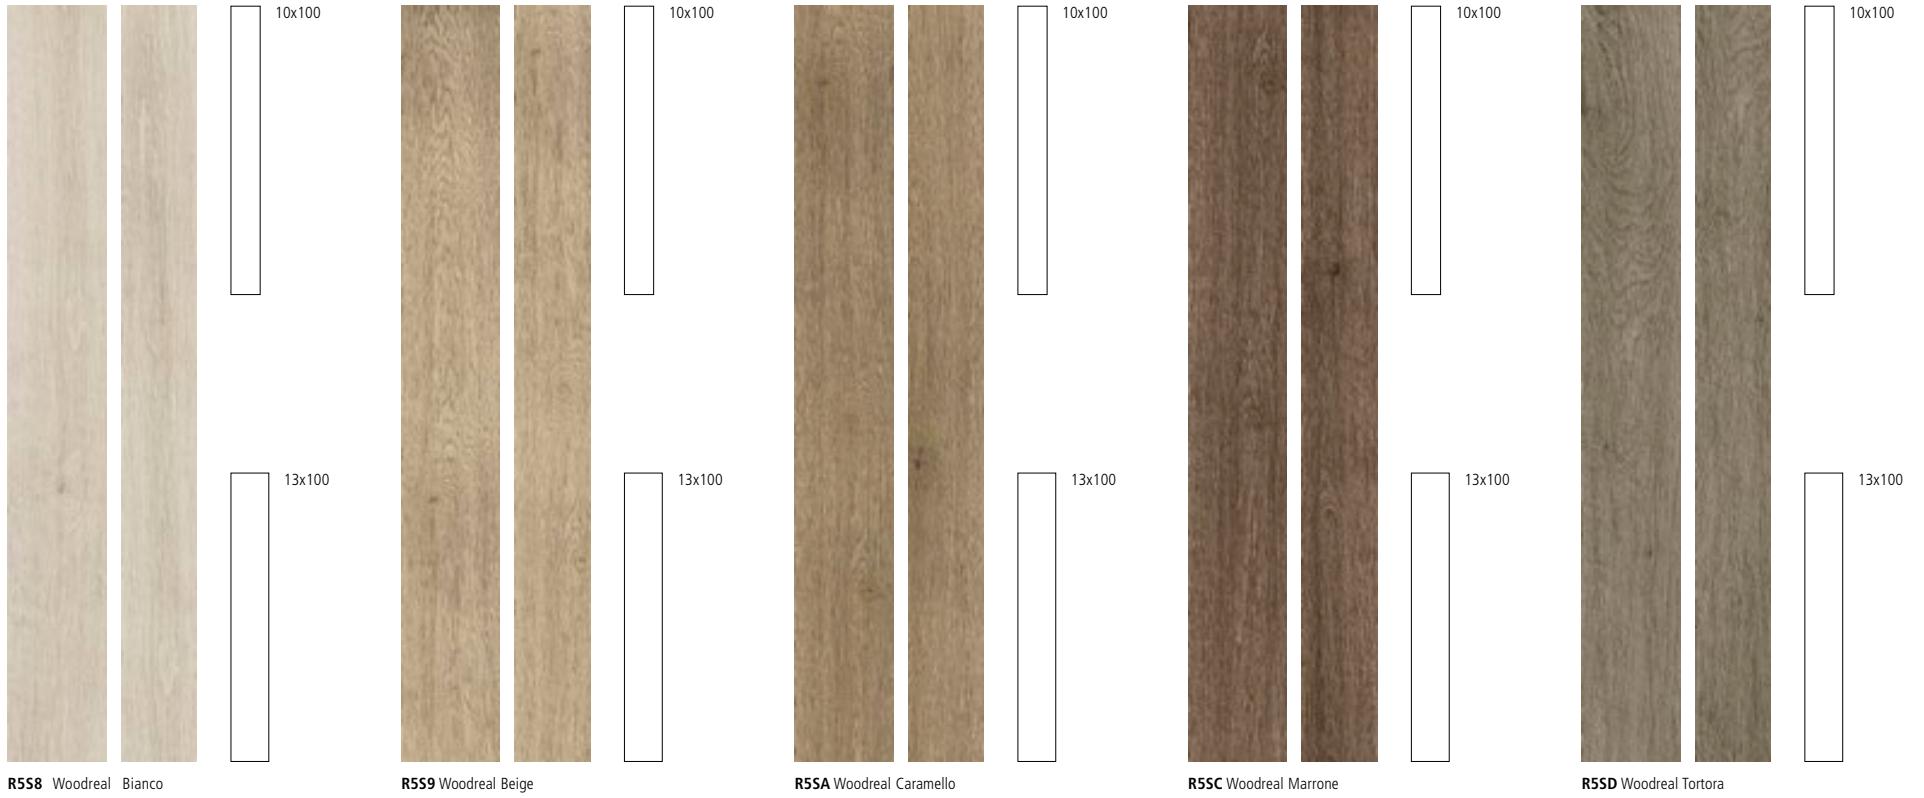 10x100
13x100
R5S8 Woodreal Bianco
10x100
13x100
R5S9 Woodreal Beige
10x100
13x100
R5SA Woodreal Caramello
10x100
13x100
R5SC Woodreal Marrone
10x100
13x100
R5SD Woodreal Tortora